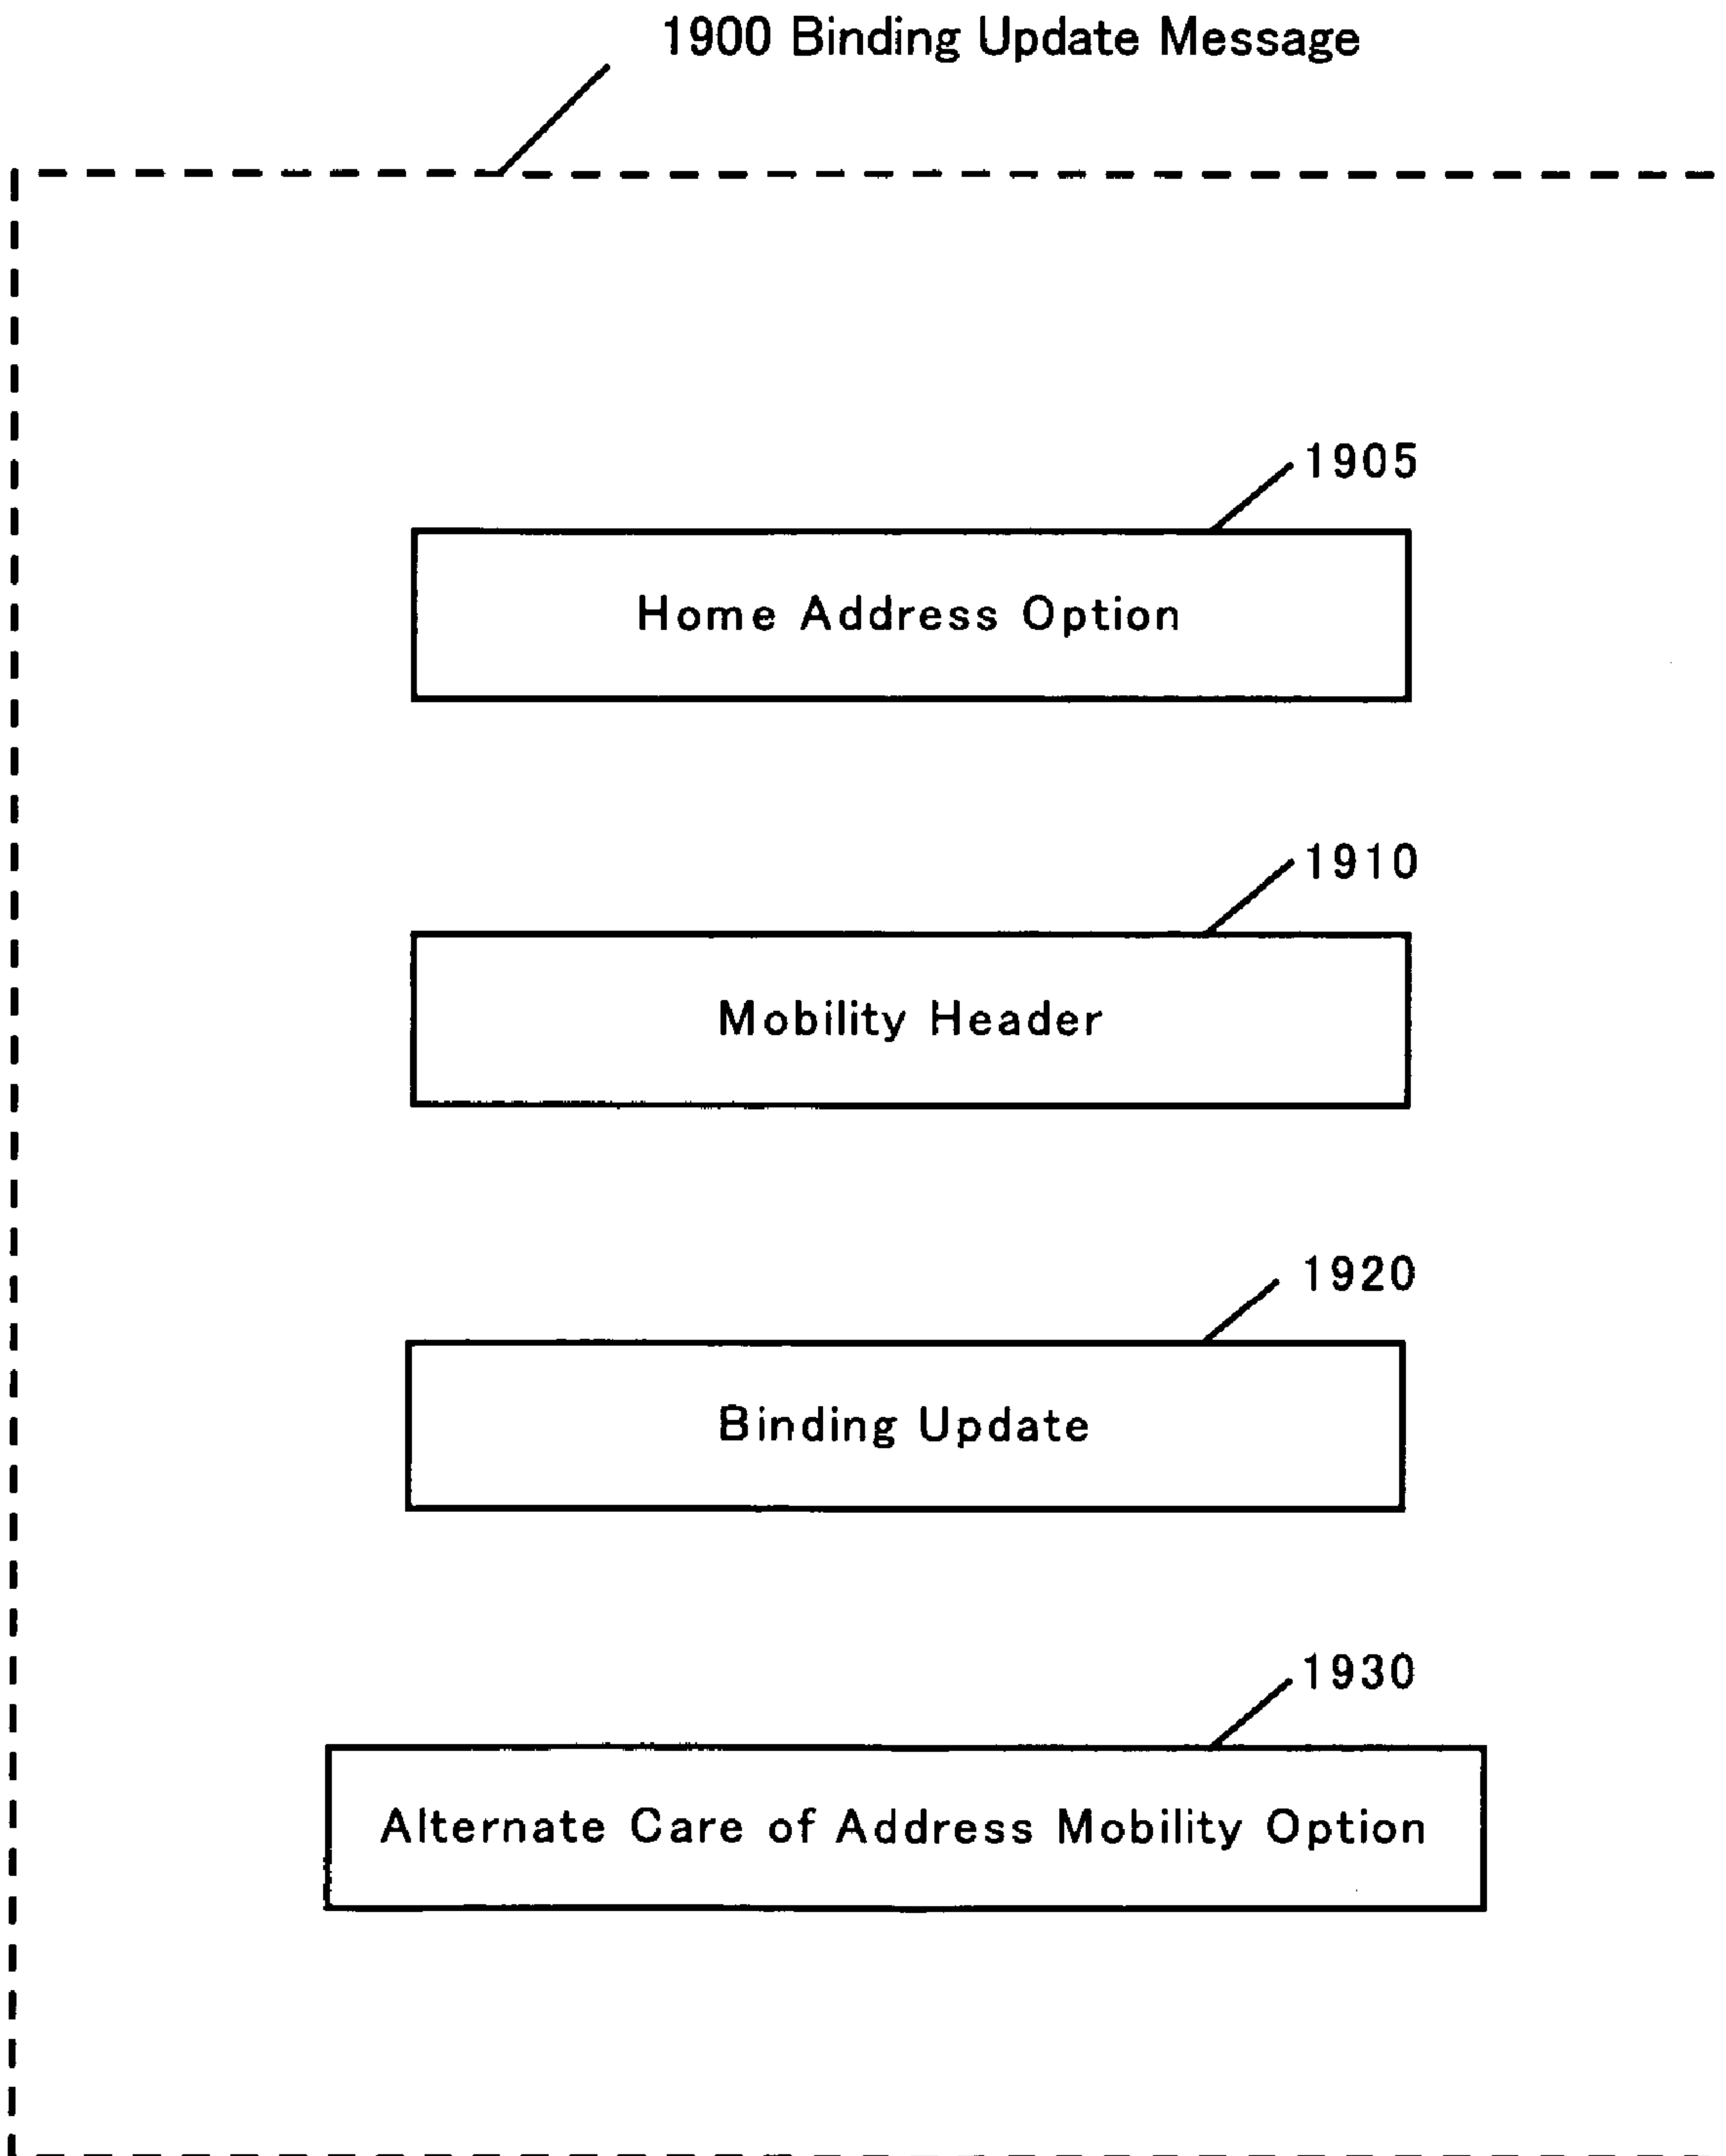 1900 Binding Update Message
1905
Home Address Option
1910
Mobility Header
1920
Binding Update
1930
Alternate Care of Address Mobility Option